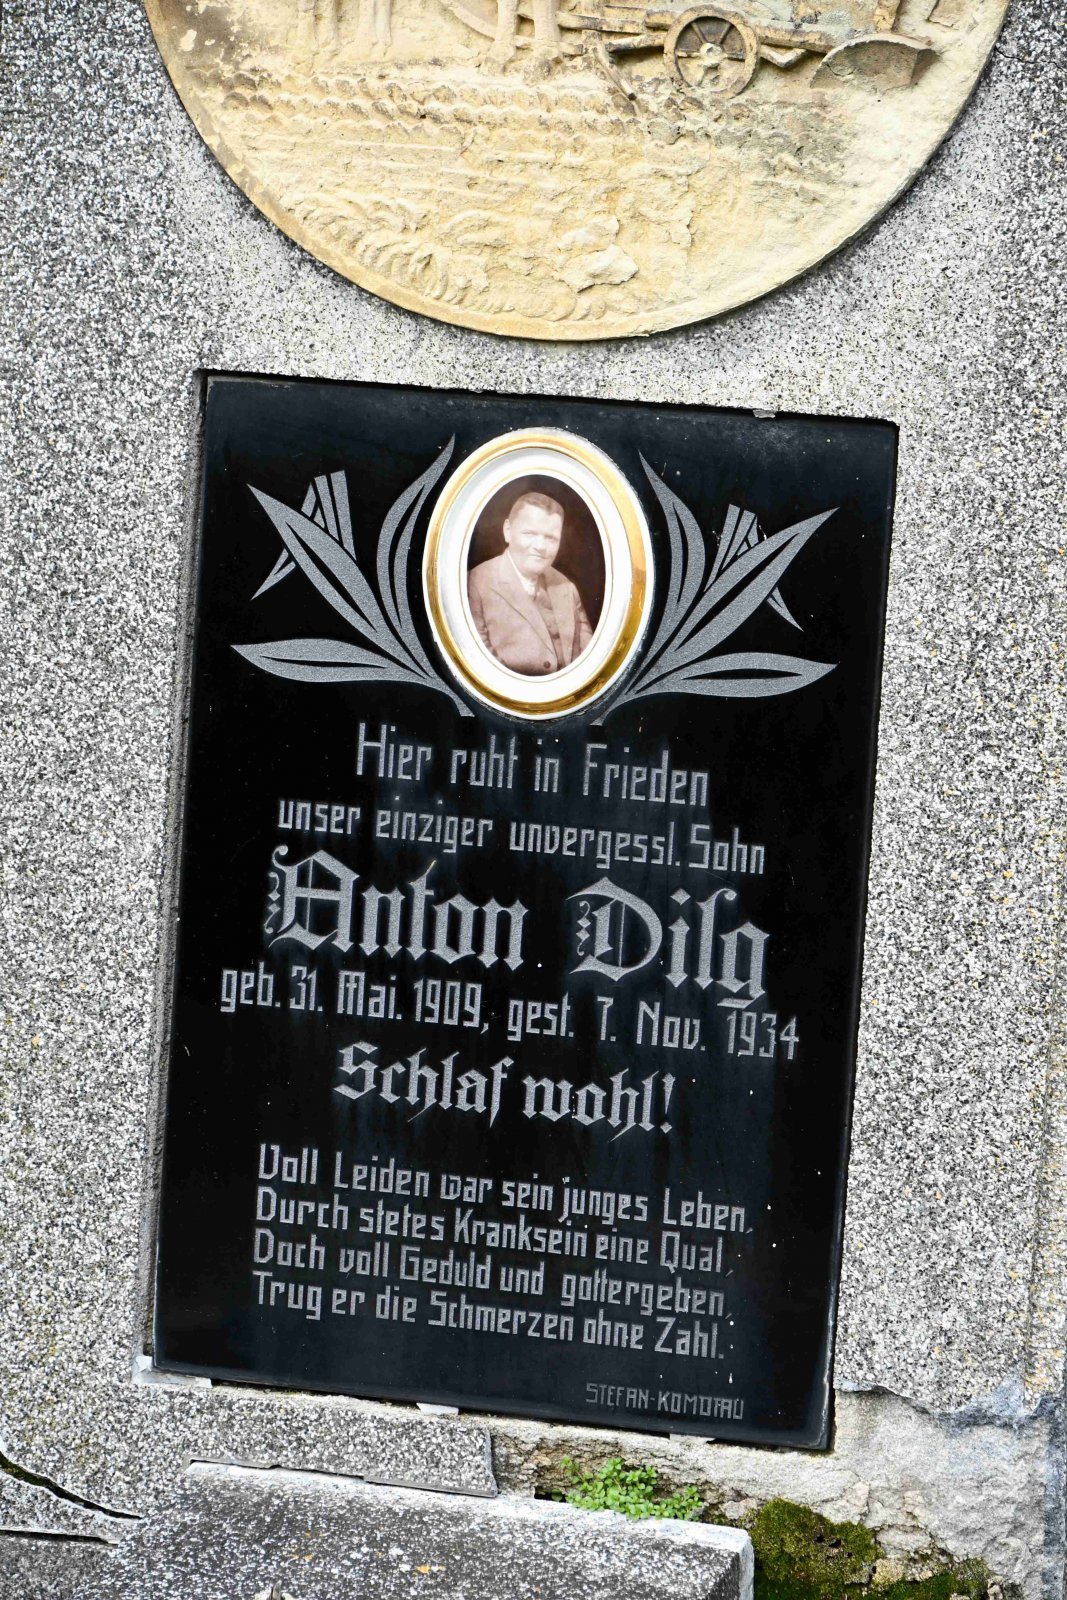 Hier ruht in Frieden
unser einziger unvergessl. Sohn
Anton Dilg
geb. 31. Mai. 1909, gest. 7. Nov. 1934
Schlaf wohl!
Voll Leiden war sein junges Leben,
Durch stetes Kranksein eine Qual,
Doch voll Geduld und gottergeben,
Trug er die Schmerzen ohne Zahl.
STEFAN-KOMOTAU